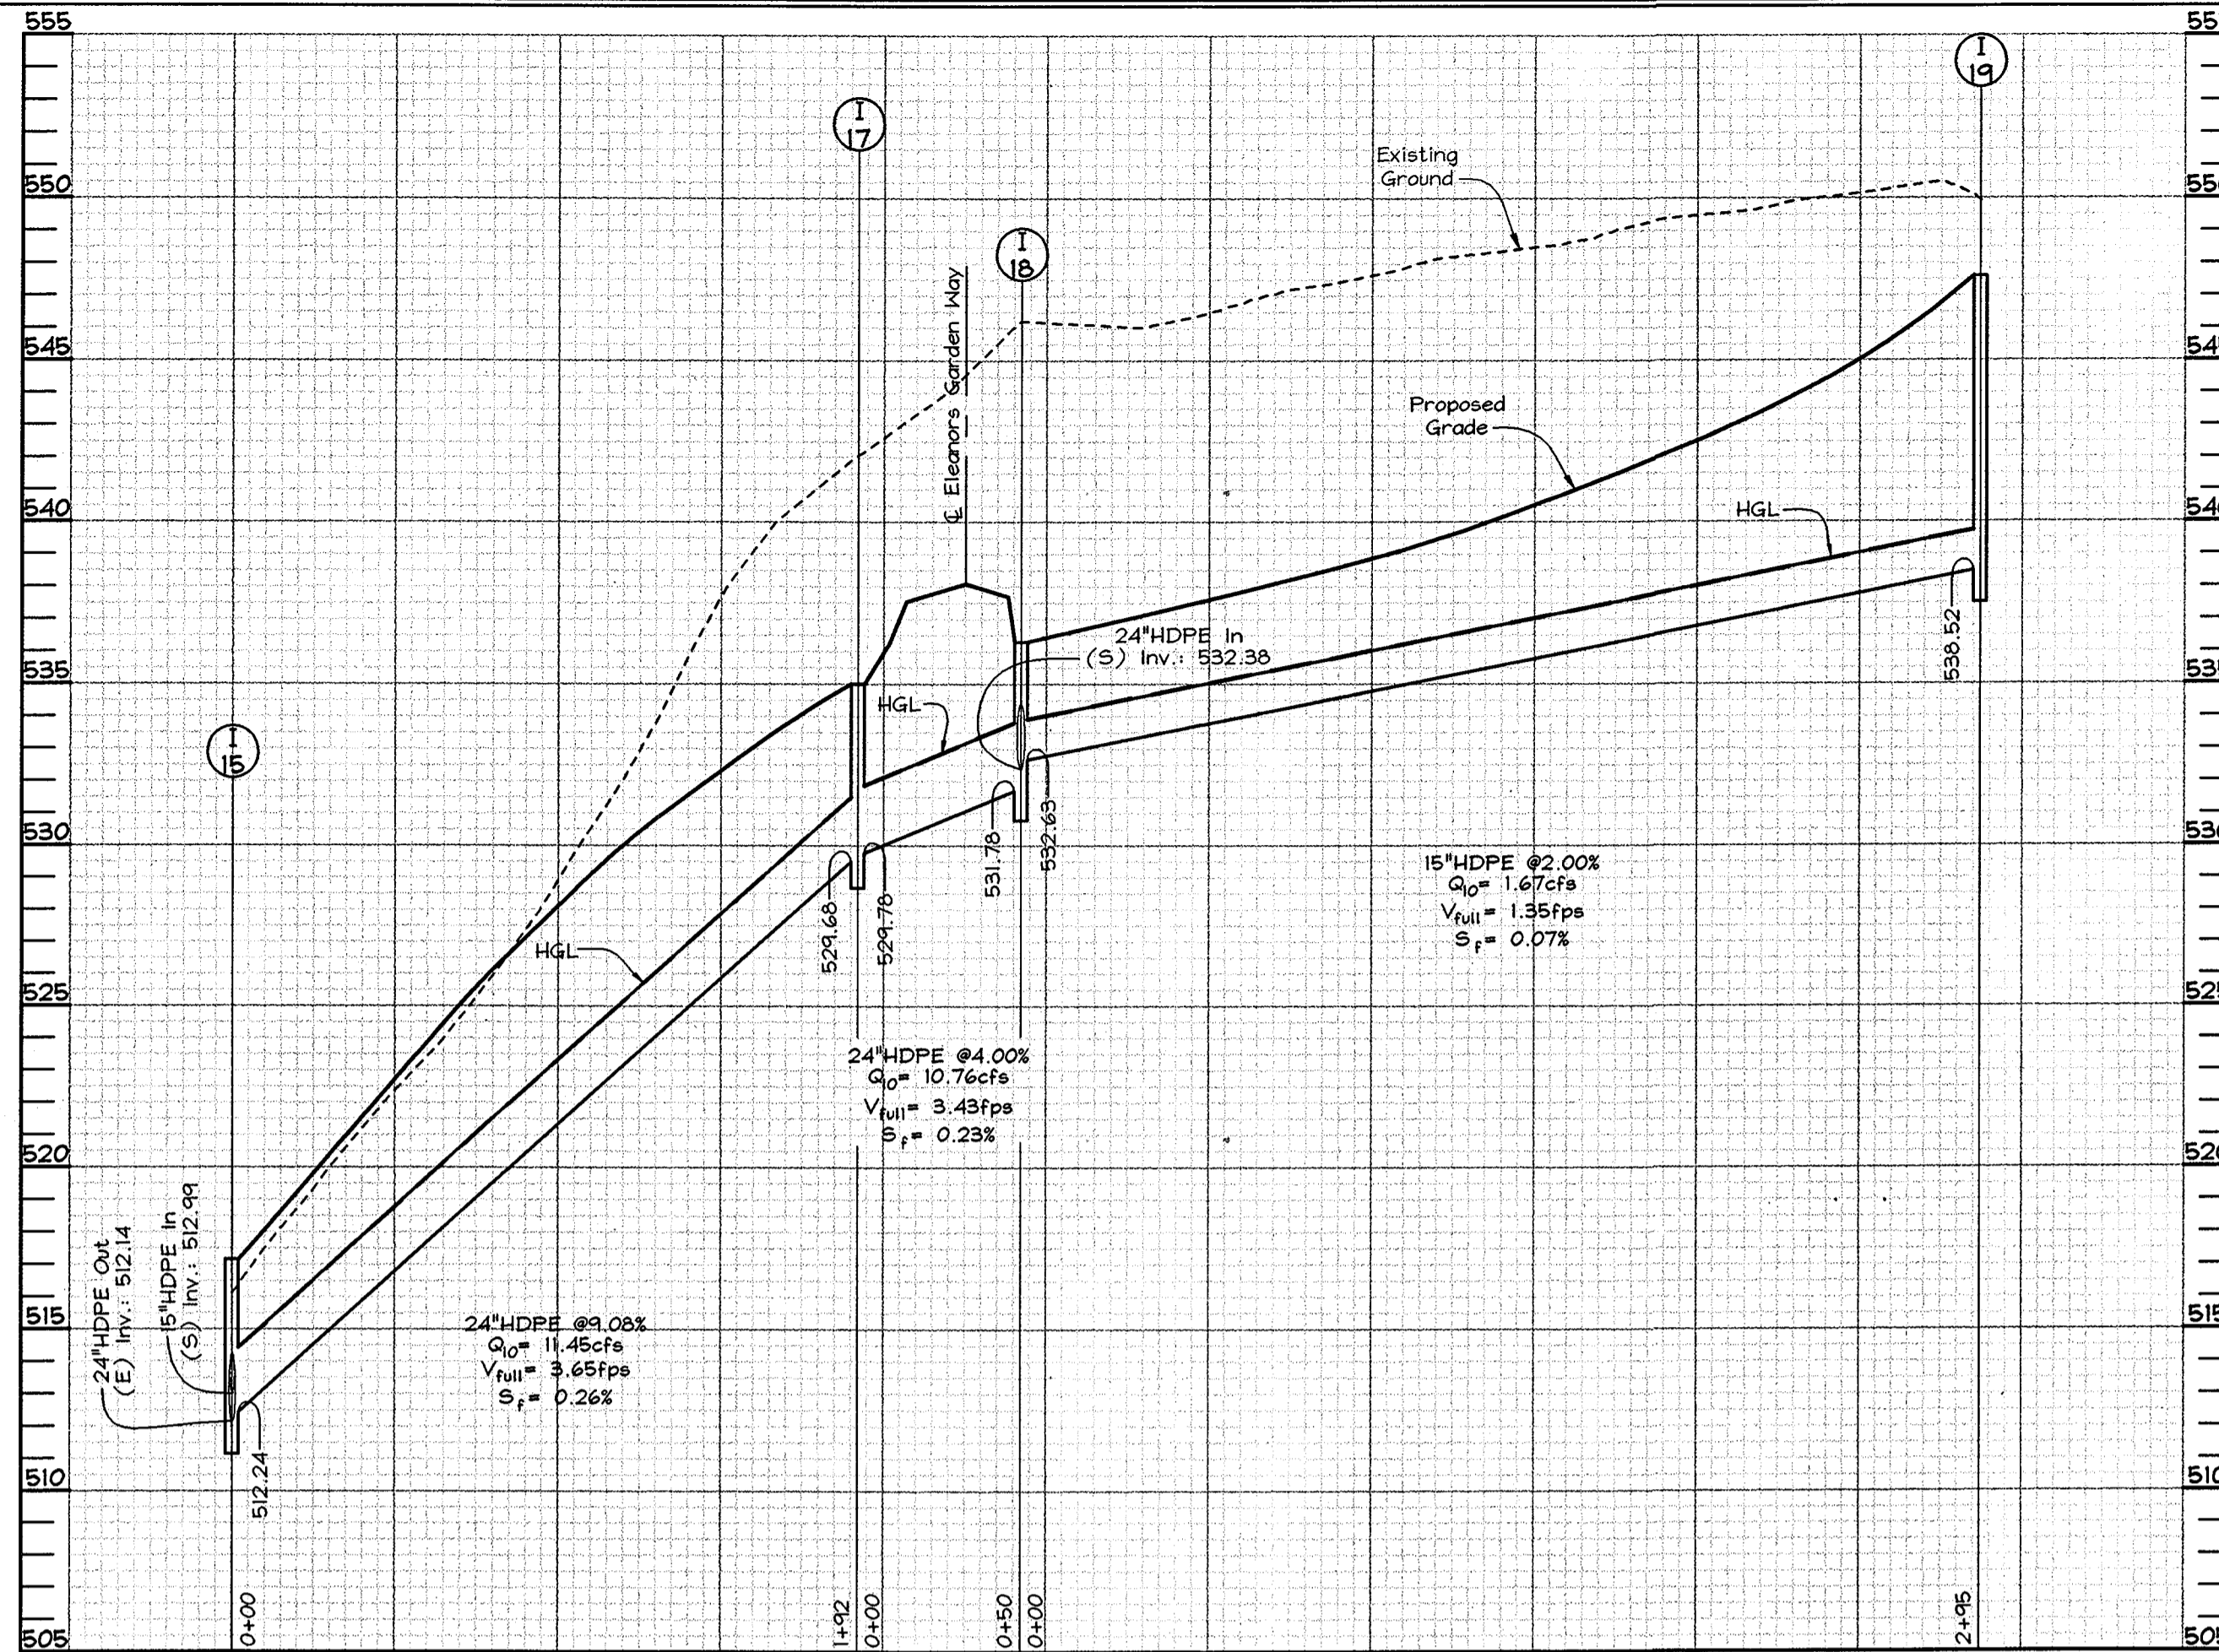 555
550
545
540
535
530
525
520
515
510
505
I
15
I
17
I
18
I
19
Existing
Ground
Proposed
Grade
HGL
℄ Eleanors Garden Way
24"HDPE In
(S) Inv.: 532.38
HGL
HGL
538.52
531.78
532.63
529.68
529.78
15"HDPE @2.00%
Q10= 1.67cfs
Vfull= 1.35fps
Sf= 0.07%
24"HDPE @4.00%
Q10= 10.76cfs
Vfull= 3.43fps
Sf= 0.23%
24"HDPE @9.08%
Q10= 11.45cfs
Vfull= 3.65fps
Sf= 0.26%
24"HDPE Out
(E) Inv.: 512.14
15"HDPE In
(S) Inv.: 512.99
512.24
0+00
1+92
0+00
0+50
0+00
2+95